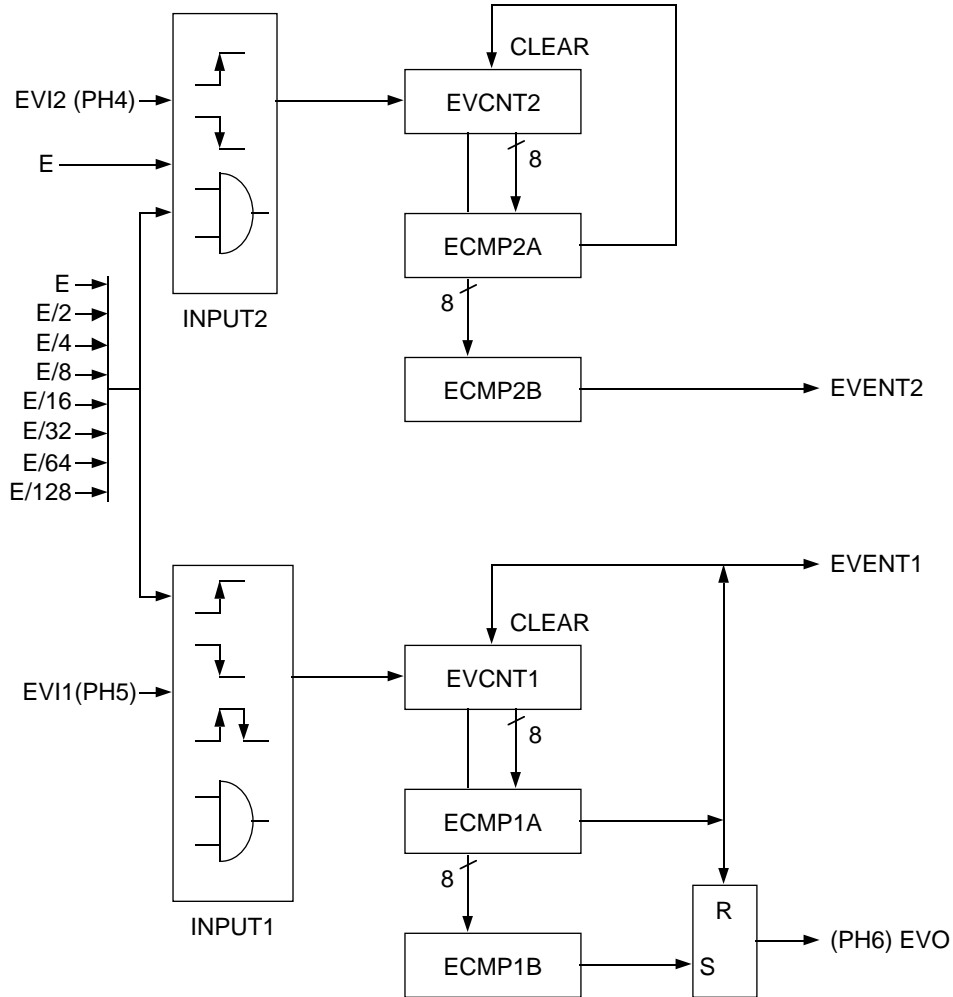 CLEAR
EVI2 (PH4)
EVCNT2
8
E
ECMP2A
E
E/2
E/4
E/8
E/16
E/32
E/64
E/128
INPUT2
8
ECMP2B
EVENT2
EVENT1
CLEAR
EVI1(PH5)
EVCNT1
8
ECMP1A
8
INPUT1
R
S
(PH6) EVO
ECMP1B